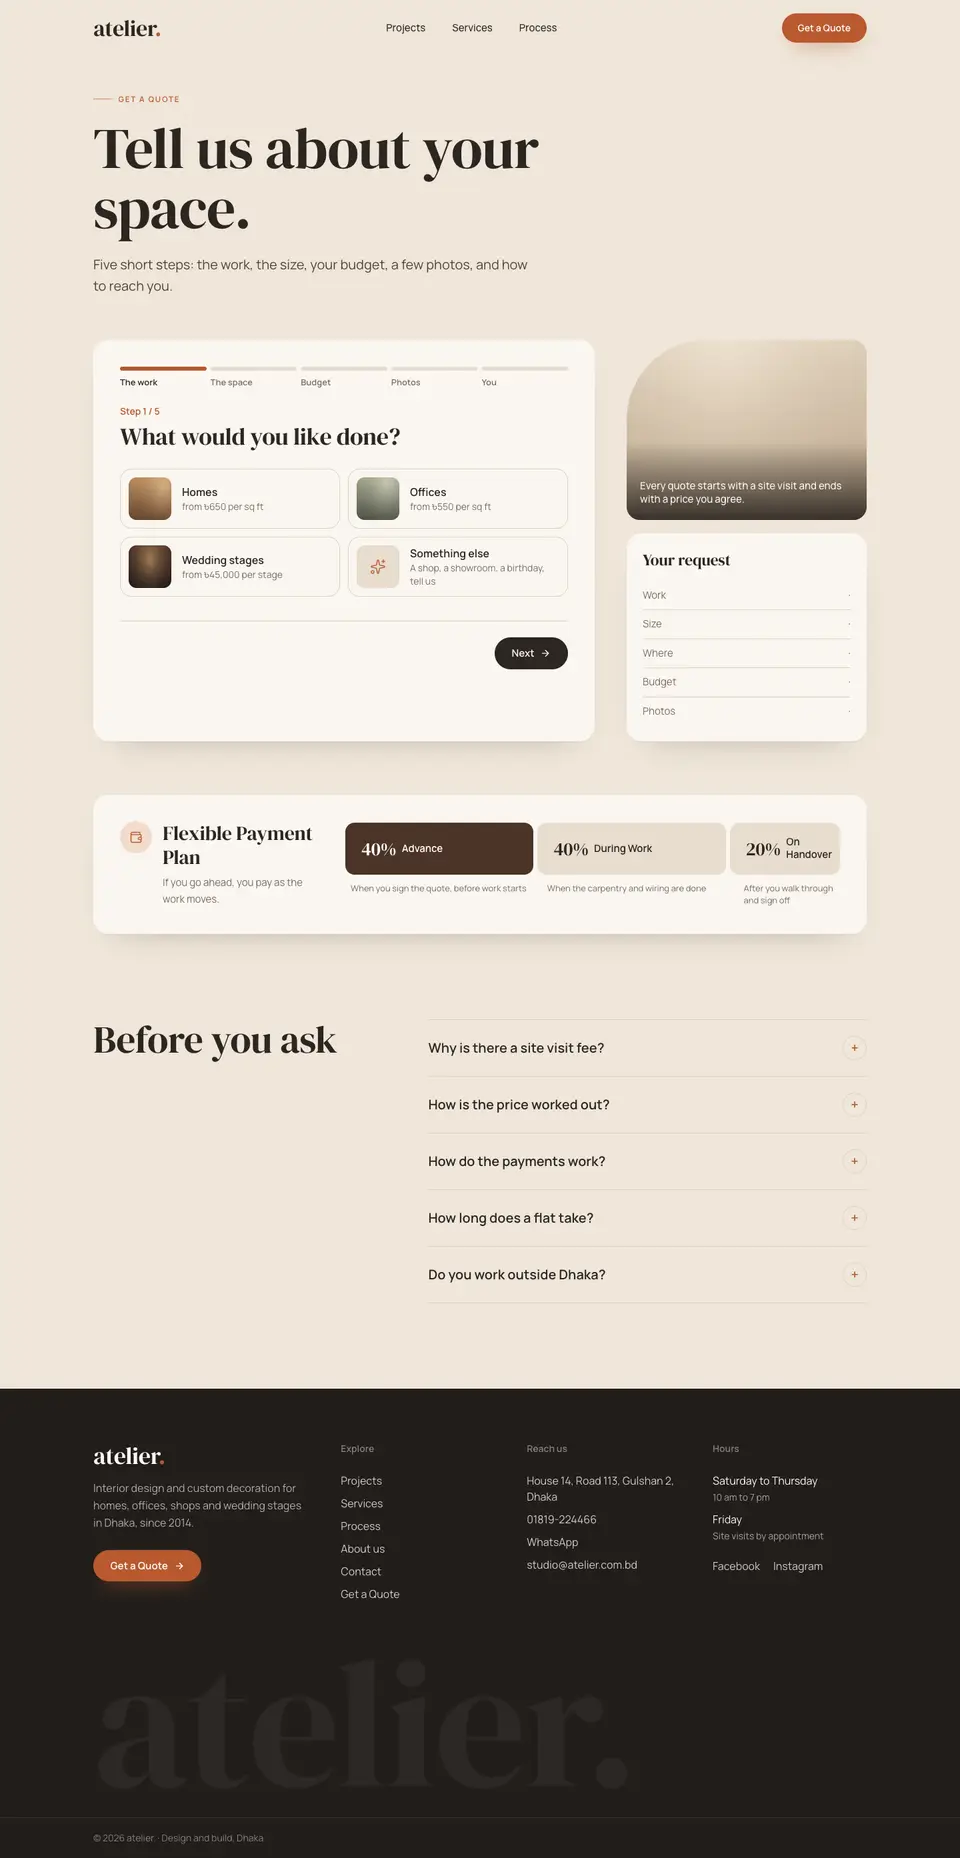 atelier.
Projects
Services
Process
Get a Quote
GET A QUOTE
Tell us about your
space.
Five short steps: the work, the size, your budget, a few photos, and how
to reach you.
The work
The space
Budget
Photos
You
Step 1 / 5
What would you like done?
Homes
from ৳650 per sq ft
Offices
from ৳550 per sq ft
Wedding stages
from ৳45,000 per stage
Something else
A shop, a showroom, a birthday,
tell us
Next →
Every quote starts with a site visit and ends
with a price you agree.
Your request
Work ·
Size ·
Where ·
Budget ·
Photos ·
Flexible Payment
Plan
If you go ahead, you pay as the
work moves.
40% Advance
When you sign the quote, before work starts
40% During Work
When the carpentry and wiring are done
20% On
Handover
After you walk through
and sign off
Before you ask
Why is there a site visit fee? +
How is the price worked out? +
How do the payments work? +
How long does a flat take? +
Do you work outside Dhaka? +
atelier.
Interior design and custom decoration for
homes, offices, shops and wedding stages
in Dhaka, since 2014.
Get a Quote →
Explore
Projects
Services
Process
About us
Contact
Get a Quote
Reach us
House 14, Road 113, Gulshan 2,
Dhaka
01819-224466
WhatsApp
studio@atelier.com.bd
Hours
Saturday to Thursday
10 am to 7 pm
Friday
Site visits by appointment
Facebook
Instagram
atelier.
© 2026 atelier. · Design and build, Dhaka